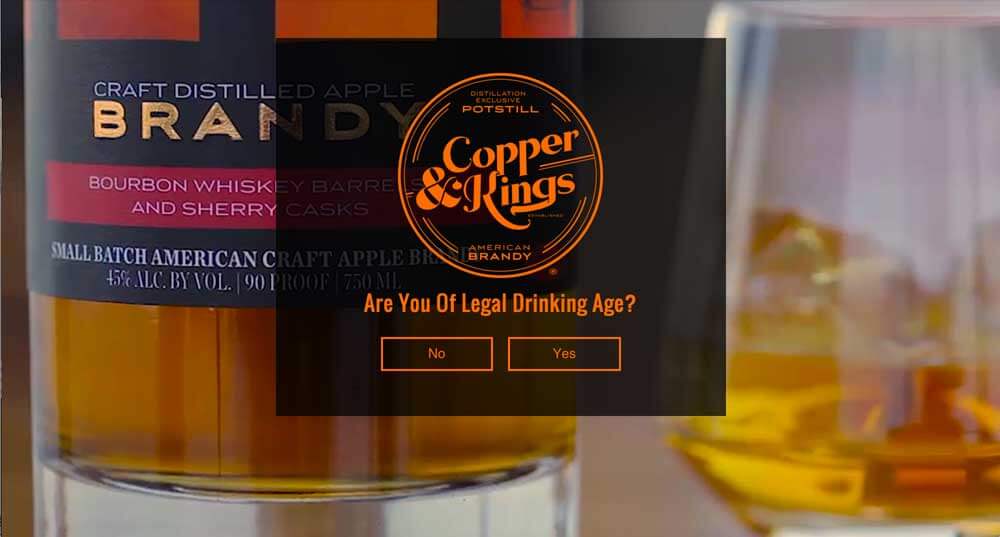 CRAFT DISTILLED APPLE
BRANDY
BOURBON WHISKEY BARRELS
AND SHERRY CASKS
SMALL BATCH AMERICAN CRAFT APPLE BRAND
45% ALC. BY VOL. | 90 PROOF | 750 ML
DISTILLATION
EXCLUSIVE
POTSTILL
Copper
&Kings
ESTABLISHED
AMERICAN
BRANDY
®
Are You Of Legal Drinking Age?
No
Yes